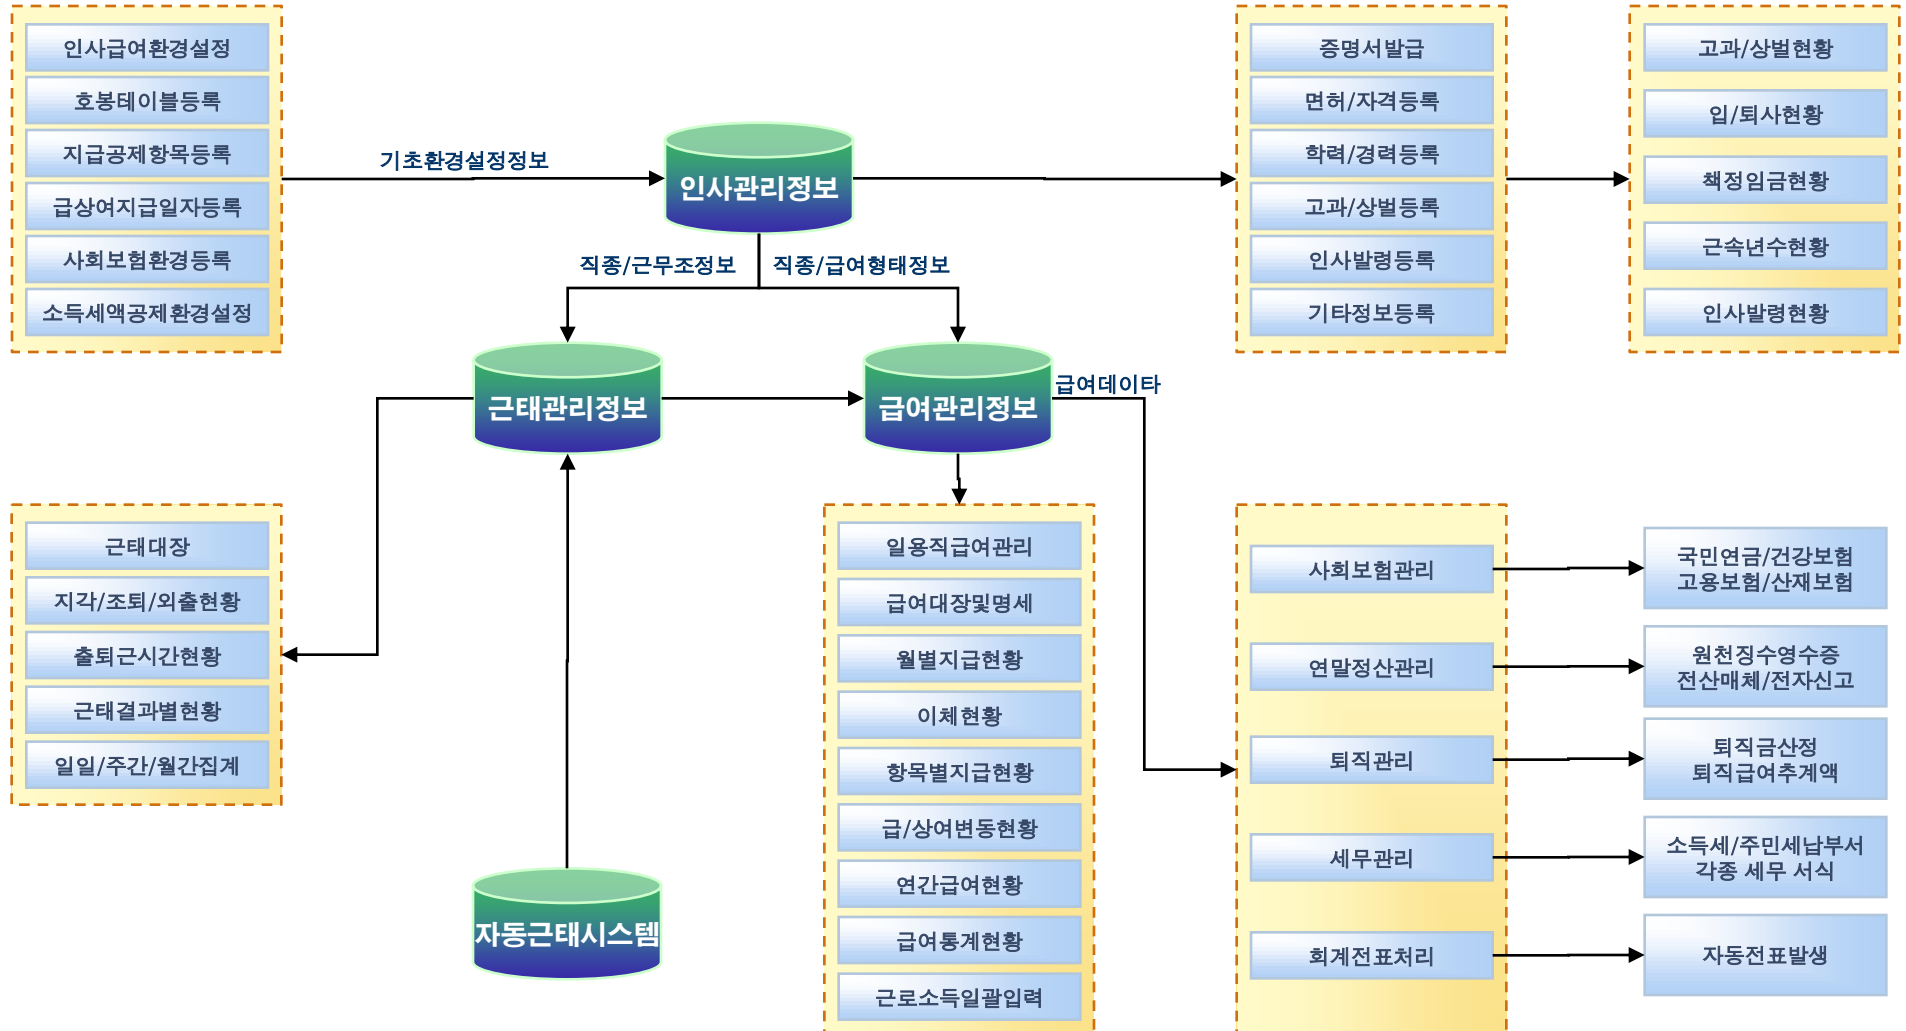 인사급여환경설정
호봉테이블등록
지급공제항목등록
급상여지급일자등록
사회보험환경등록
소득세액공제환경설정
기초환경설정정보
인사관리정보
직종/근무조정보
직종/급여형태정보
증명서발급
면허/자격등록
학력/경력등록
고과/상벌등록
인사발령등록
기타정보등록
고과/상벌현황
입/퇴사현황
책정임금현황
근속년수현황
인사발령현황
근태관리정보
급여관리정보
급여데이타
근태대장
지각/조퇴/외출현황
출퇴근시간현황
근태결과별현황
일일/주간/월간집계
자동근태시스템
일용직급여관리
급여대장및명세
월별지급현황
이체현황
항목별지급현황
급/상여변동현황
연간급여현황
급여통계현황
근로소득일괄입력
사회보험관리
국민연금/건강보험
고용보험/산재보험
연말정산관리
원천징수영수증
전산매체/전자신고
퇴직관리
퇴직금산정
퇴직급여추계액
세무관리
소득세/주민세납부서
각종 세무 서식
회계전표처리
자동전표발생